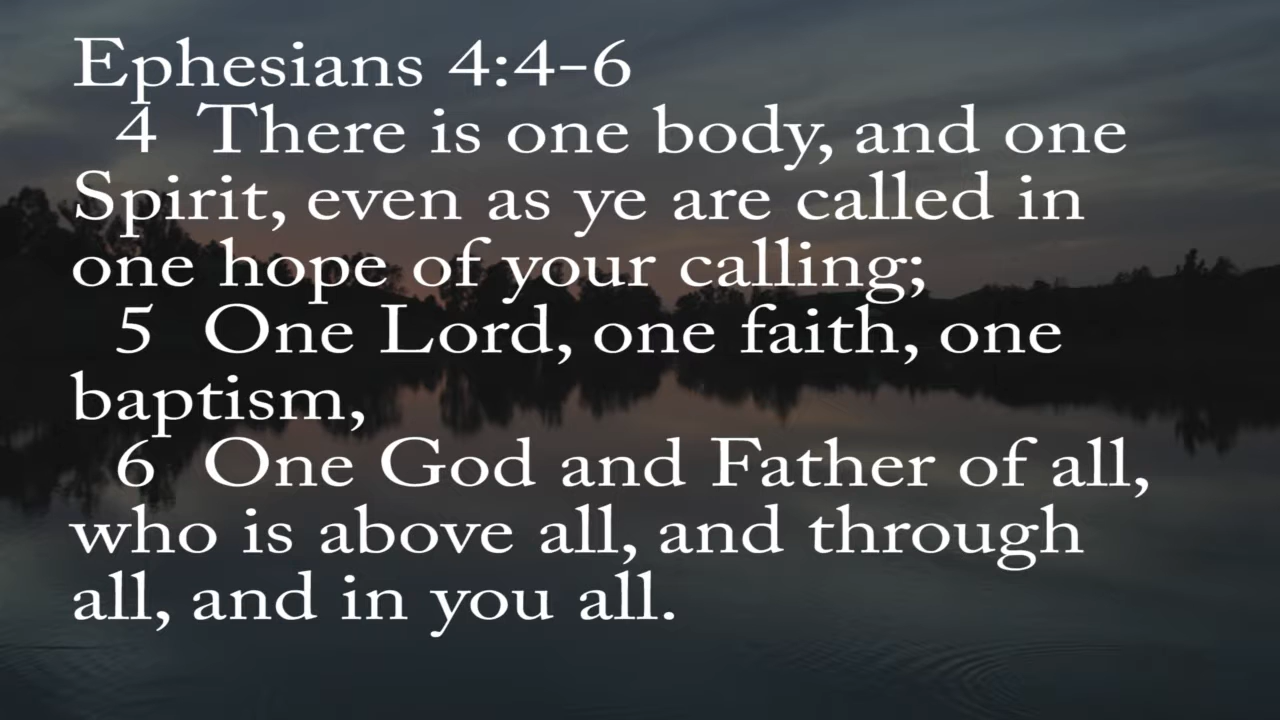 Ephesians 4:4-6
4 There is one body, and one
Spirit, even as ye are called in
one hope of your calling;
5 One Lord, one faith, one
baptism,
6 One God and Father of all,
who is above all, and through
all, and in you all.